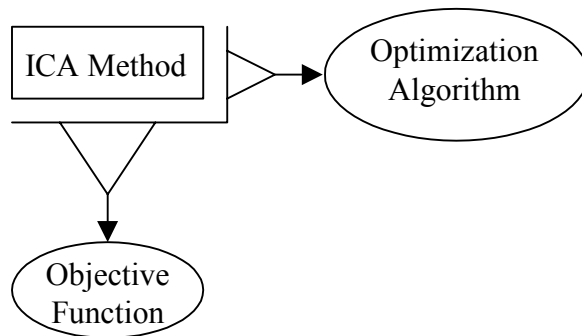 ICA Method
Optimization
Algorithm
Objective
Function